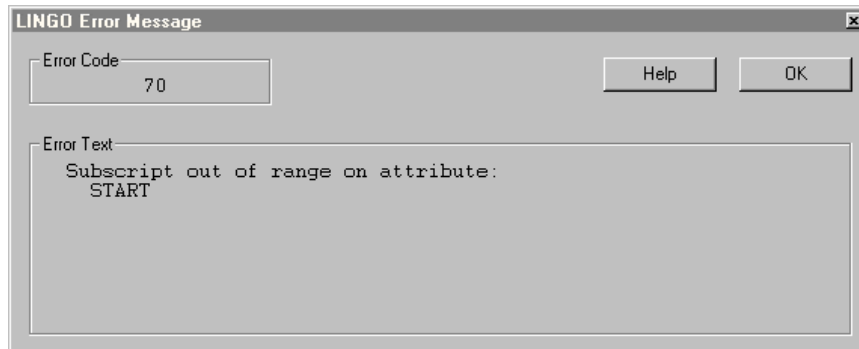 LINGO Error Message
Error Code
70
Help
OK
Error Text
Subscript out of range on attribute:
START